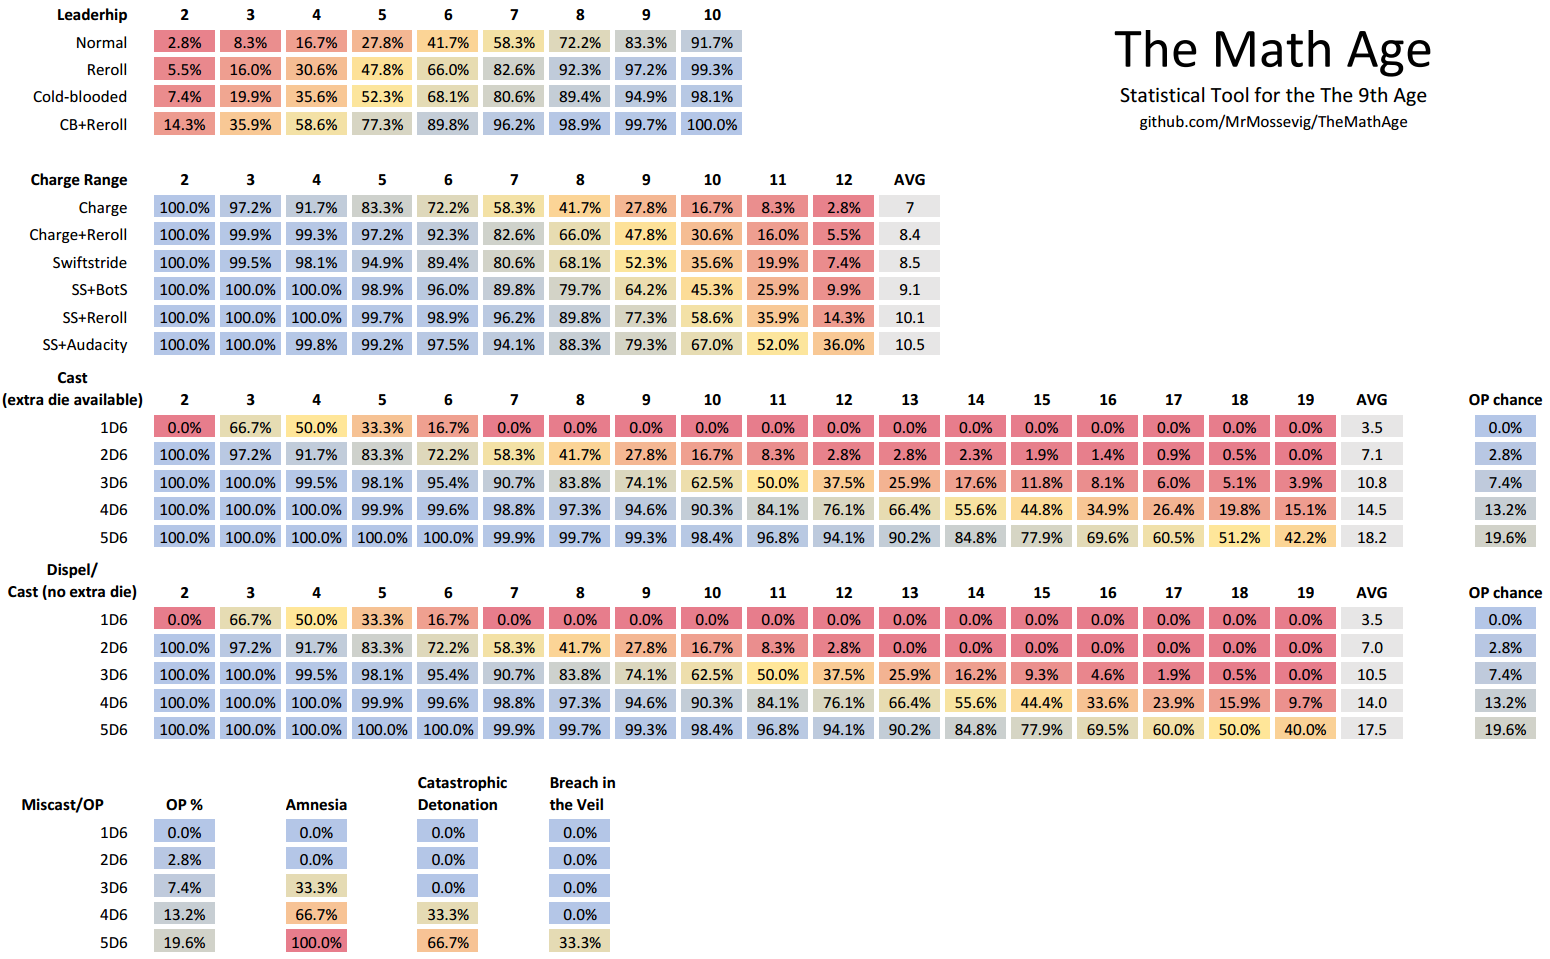 Leaderhip 2 3 4 5 6 7 8 9 10
Normal 2.8% 8.3% 16.7% 27.8% 41.7% 58.3% 72.2% 83.3% 91.7%
Reroll 5.5% 16.0% 30.6% 47.8% 66.0% 82.6% 92.3% 97.2% 99.3%
Cold-blooded 7.4% 19.9% 35.6% 52.3% 68.1% 80.6% 89.4% 94.9% 98.1%
CB+Reroll 14.3% 35.9% 58.6% 77.3% 89.8% 96.2% 98.9% 99.7% 100.0%
The Math Age
Statistical Tool for the The 9th Age
github.com/MrMossevig/TheMathAge
Charge Range 2 3 4 5 6 7 8 9 10 11 12 AVG
Charge 100.0% 97.2% 91.7% 83.3% 72.2% 58.3% 41.7% 27.8% 16.7% 8.3% 2.8% 7
Charge+Reroll 100.0% 99.9% 99.3% 97.2% 92.3% 82.6% 66.0% 47.8% 30.6% 16.0% 5.5% 8.4
Swiftstride 100.0% 99.5% 98.1% 94.9% 89.4% 80.6% 68.1% 52.3% 35.6% 19.9% 7.4% 8.5
SS+BotS 100.0% 100.0% 100.0% 98.9% 96.0% 89.8% 79.7% 64.2% 45.3% 25.9% 9.9% 9.1
SS+Reroll 100.0% 100.0% 100.0% 99.7% 98.9% 96.2% 89.8% 77.3% 58.6% 35.9% 14.3% 10.1
SS+Audacity 100.0% 100.0% 99.8% 99.2% 97.5% 94.1% 88.3% 79.3% 67.0% 52.0% 36.0% 10.5
Cast
(extra die available) 2 3 4 5 6 7 8 9 10 11 12 13 14 15 16 17 18 19 AVG OP chance
1D6 0.0% 66.7% 50.0% 33.3% 16.7% 0.0% 0.0% 0.0% 0.0% 0.0% 0.0% 0.0% 0.0% 0.0% 0.0% 0.0% 0.0% 0.0% 3.5 0.0%
2D6 100.0% 97.2% 91.7% 83.3% 72.2% 58.3% 41.7% 27.8% 16.7% 8.3% 2.8% 2.8% 2.3% 1.9% 1.4% 0.9% 0.5% 0.0% 7.1 2.8%
3D6 100.0% 100.0% 99.5% 98.1% 95.4% 90.7% 83.8% 74.1% 62.5% 50.0% 37.5% 25.9% 17.6% 11.8% 8.1% 6.0% 5.1% 3.9% 10.8 7.4%
4D6 100.0% 100.0% 100.0% 99.9% 99.6% 98.8% 97.3% 94.6% 90.3% 84.1% 76.1% 66.4% 55.6% 44.8% 34.9% 26.4% 19.8% 15.1% 14.5 13.2%
5D6 100.0% 100.0% 100.0% 100.0% 100.0% 99.9% 99.7% 99.3% 98.4% 96.8% 94.1% 90.2% 84.8% 77.9% 69.6% 60.5% 51.2% 42.2% 18.2 19.6%
Dispel/
Cast (no extra die) 2 3 4 5 6 7 8 9 10 11 12 13 14 15 16 17 18 19 AVG OP chance
1D6 0.0% 66.7% 50.0% 33.3% 16.7% 0.0% 0.0% 0.0% 0.0% 0.0% 0.0% 0.0% 0.0% 0.0% 0.0% 0.0% 0.0% 0.0% 3.5 0.0%
2D6 100.0% 97.2% 91.7% 83.3% 72.2% 58.3% 41.7% 27.8% 16.7% 8.3% 2.8% 0.0% 0.0% 0.0% 0.0% 0.0% 0.0% 0.0% 7.0 2.8%
3D6 100.0% 100.0% 99.5% 98.1% 95.4% 90.7% 83.8% 74.1% 62.5% 50.0% 37.5% 25.9% 16.2% 9.3% 4.6% 1.9% 0.5% 0.0% 10.5 7.4%
4D6 100.0% 100.0% 100.0% 99.9% 99.6% 98.8% 97.3% 94.6% 90.3% 84.1% 76.1% 66.4% 55.6% 44.4% 33.6% 23.9% 15.9% 9.7% 14.0 13.2%
5D6 100.0% 100.0% 100.0% 100.0% 100.0% 99.9% 99.7% 99.3% 98.4% 96.8% 94.1% 90.2% 84.8% 77.9% 69.5% 60.0% 50.0% 40.0% 17.5 19.6%
Catastrophic Breach in
Miscast/OP OP % Amnesia Detonation the Veil
1D6 0.0% 0.0% 0.0% 0.0%
2D6 2.8% 0.0% 0.0% 0.0%
3D6 7.4% 33.3% 0.0% 0.0%
4D6 13.2% 66.7% 33.3% 0.0%
5D6 19.6% 100.0% 66.7% 33.3%